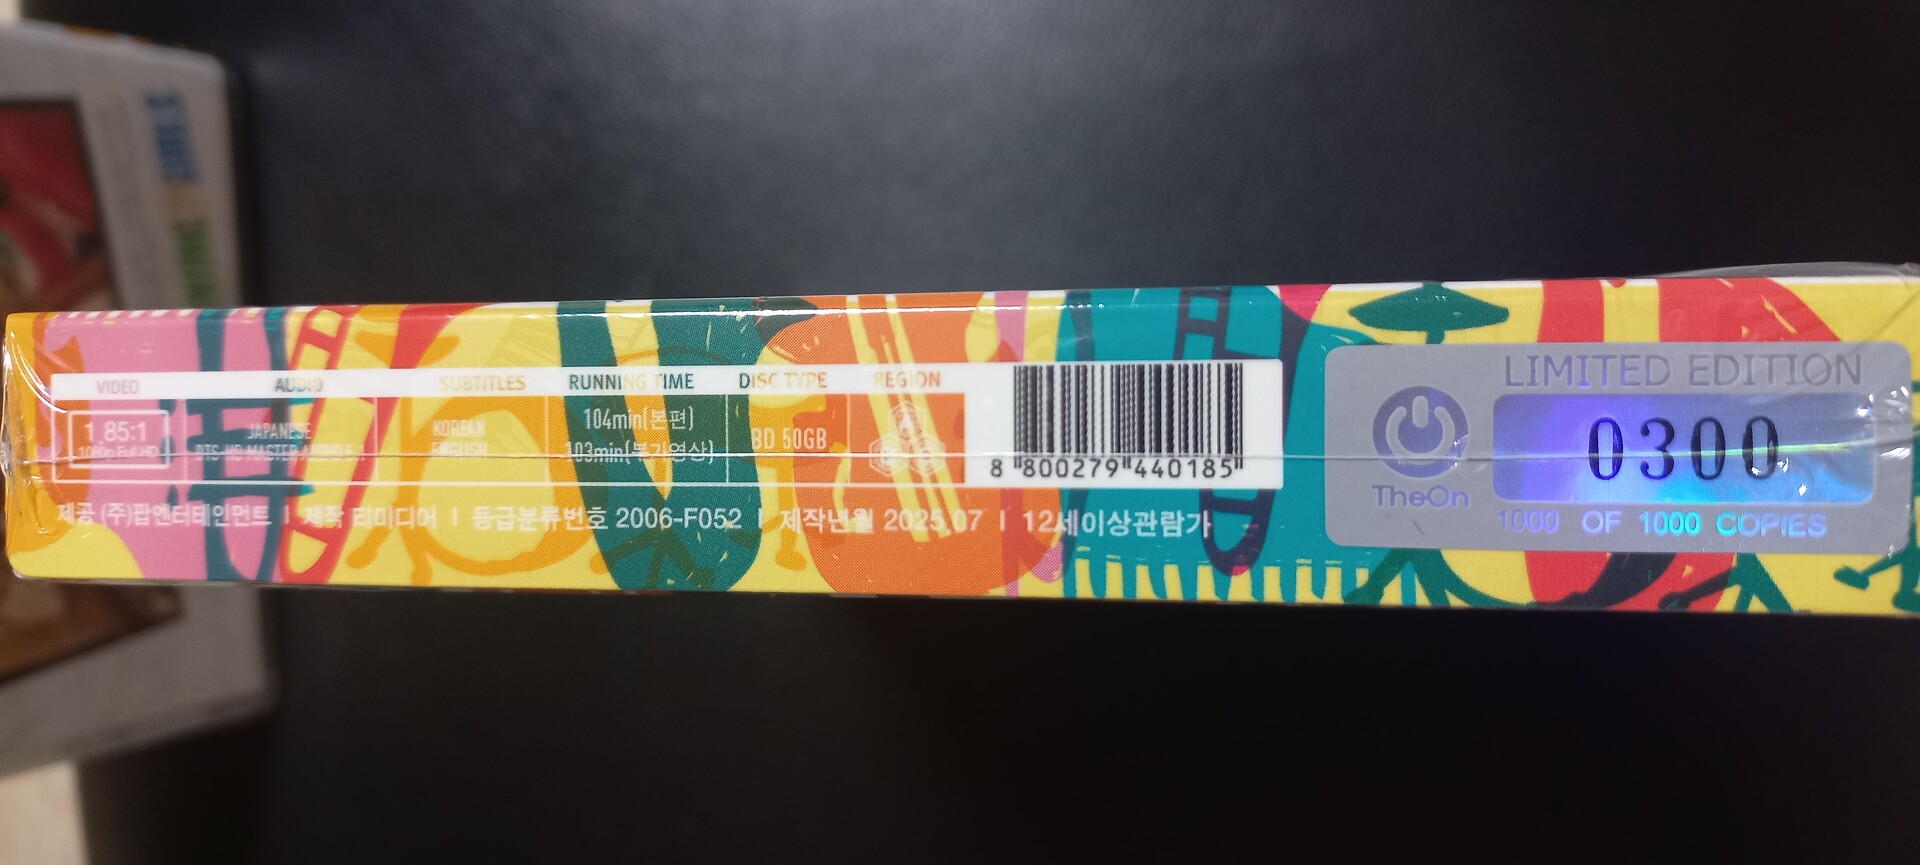 VIDEO AUDIO SUBTITLES RUNNING TIME DISC TYPE REGION
1.85:1
1080p Full HD
JAPANESE
DTS-HD MASTER AUDIO
KOREAN
ENGLISH
104min(본편)
103min(부가영상)
BD 50GB
A
B
C
8 800279 440185
제공 (주)팝엔터테인먼트 I 제작 티미디어 I 등급분류번호 2006-F052 I 제작년월 2025.07 I 12세이상관람가
LIMITED EDITION
TheOn
0300
1000 OF 1000 COPIES